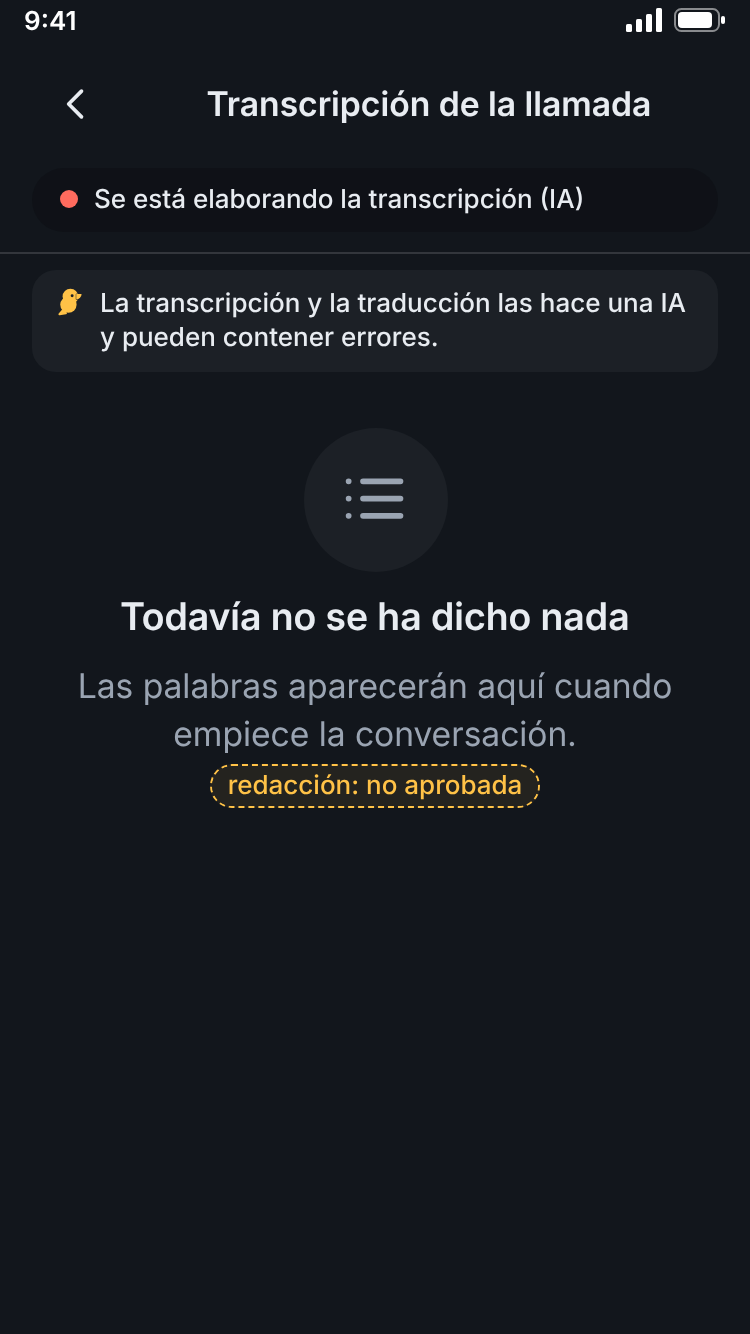 9:41
Transcripción de la llamada
Se está elaborando la transcripción (IA)
La transcripción y la traducción las hace una IA
y pueden contener errores.
Todavía no se ha dicho nada
Las palabras aparecerán aquí cuando
empiece la conversación.
redacción: no aprobada